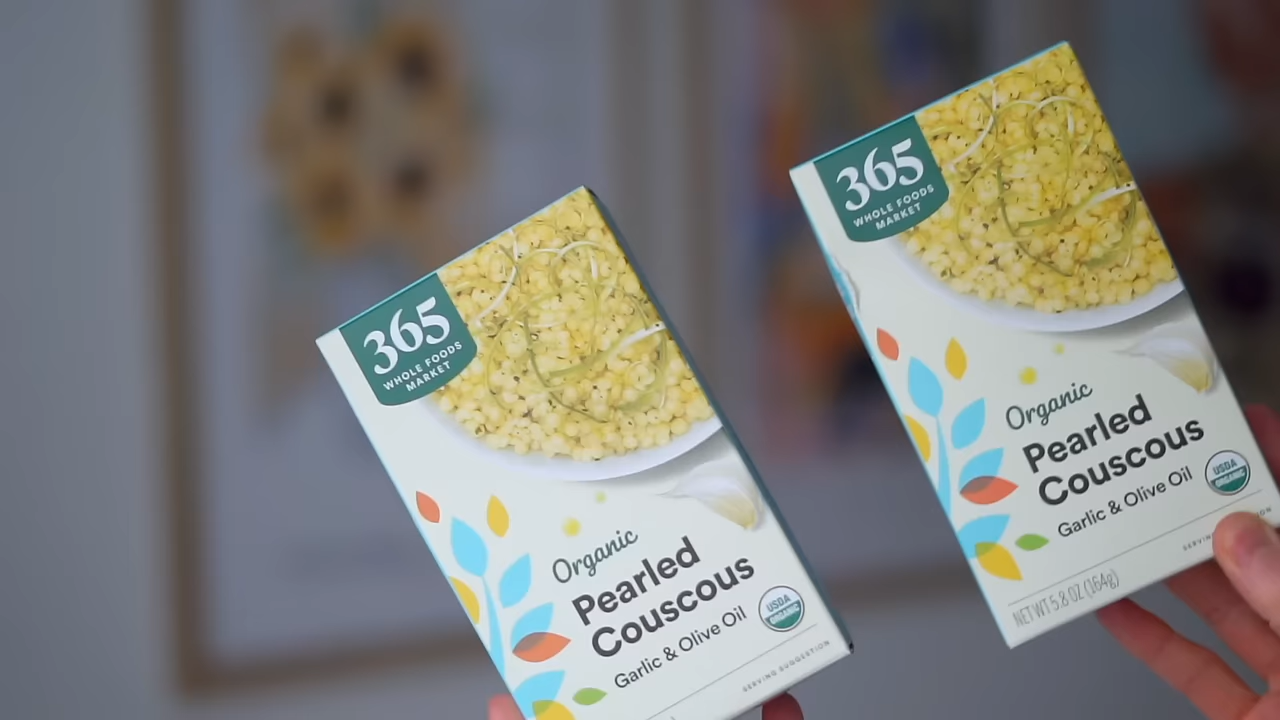 365
WHOLE FOODS
MARKET
Organic
Pearled
Couscous
Garlic & Olive Oil
USDA
ORGANIC
SERVING SUGGESTION
365
WHOLE FOODS
MARKET
Organic
Pearled
Couscous
Garlic & Olive Oil
USDA
ORGANIC
NET WT 5.8 OZ (164g)